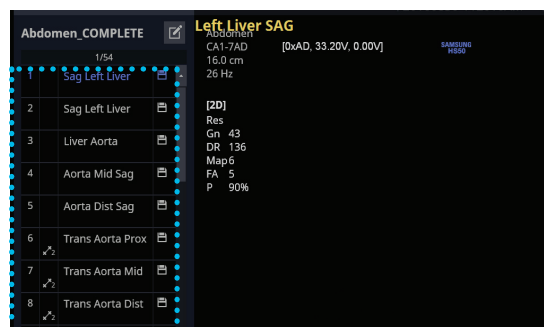 Abdomen_COMPLETE
1/54
1 Sag Left Liver
2 Sag Left Liver
3 Liver Aorta
4 Aorta Mid Sag
5 Aorta Dist Sag
6 Trans Aorta Prox
2
7 Trans Aorta Mid
2
8 Trans Aorta Dist
2
Left Liver SAG
Abdomen
CA1-7AD [0xAD, 33.20V, 0.00V]
16.0 cm
26 Hz
SAMSUNG
HS50
[2D]
Res
Gn 43
DR 136
Map 6
FA 5
P 90%